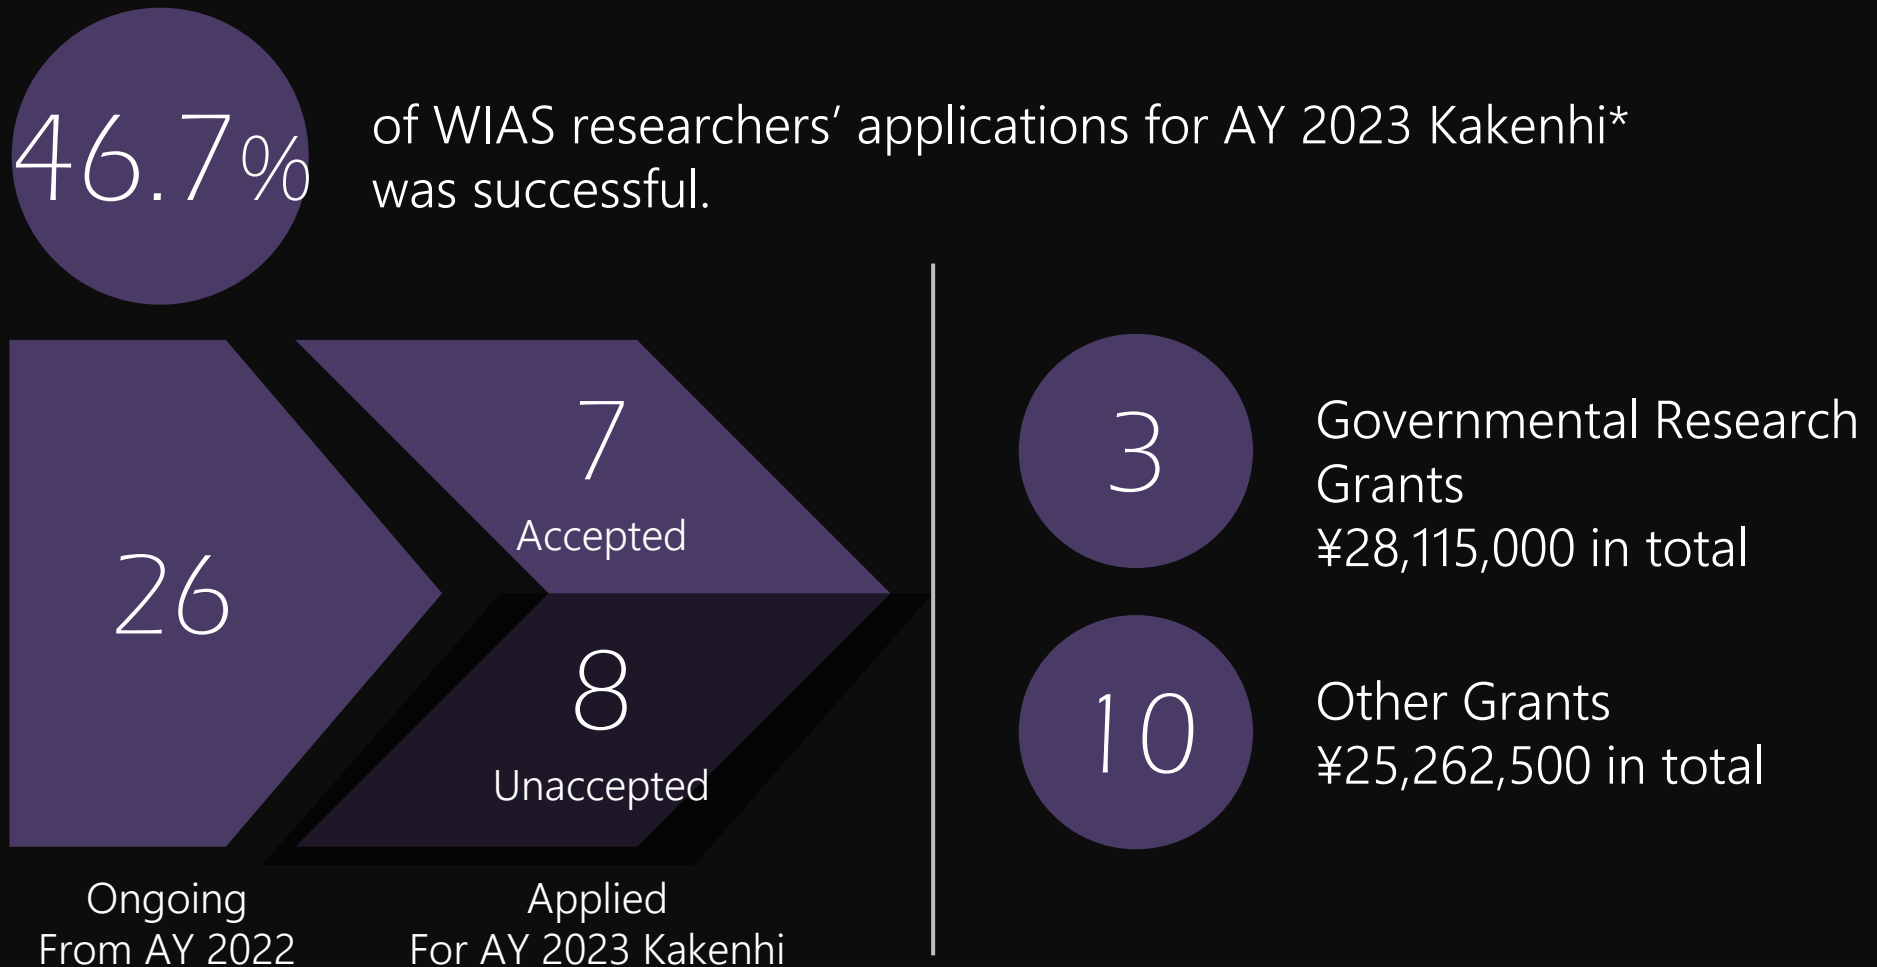 46.7%
of WIAS researchers’ applications for AY 2023 Kakenhi*
was successful.
26
Ongoing
From AY 2022
7
Accepted
8
Unaccepted
Applied
For AY 2023 Kakenhi
3
Governmental Research
Grants
¥28,115,000 in total
10
Other Grants
¥25,262,500 in total